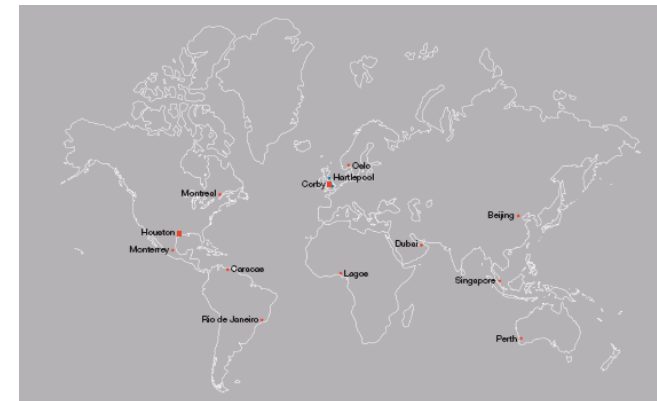 Oslo
Hartlepool
Corby
Montreal
Beijing
Houston
Dubai
Monterrey
Caracas
Lagos
Singapore
Rio de Janeiro
Perth